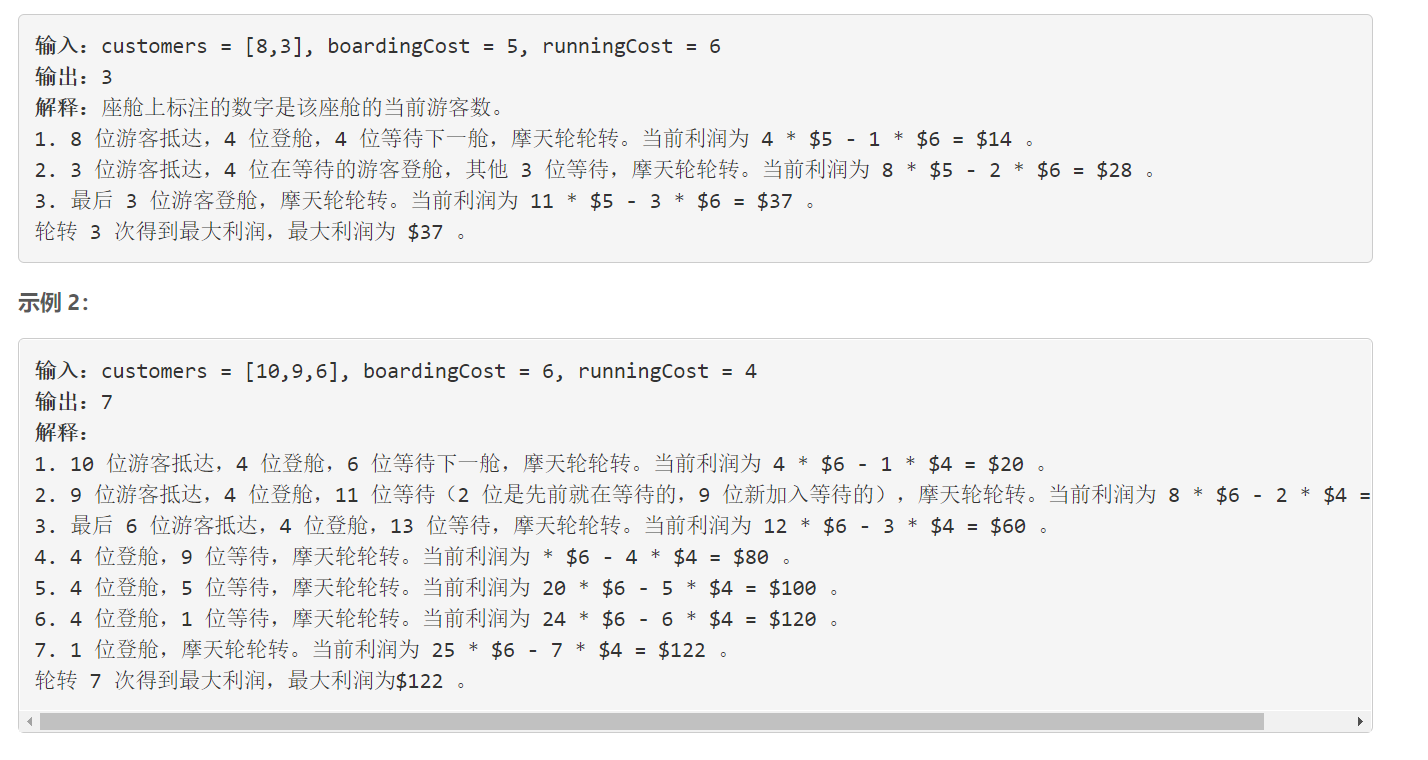 输入：customers = [8,3], boardingCost = 5, runningCost = 6
输出：3
解释：座舱上标注的数字是该座舱的当前游客数。
1. 8 位游客抵达，4 位登舱，4 位等待下一舱，摩天轮轮转。当前利润为 4 * $5 - 1 * $6 = $14 。
2. 3 位游客抵达，4 位在等待的游客登舱，其他 3 位等待，摩天轮轮转。当前利润为 8 * $5 - 2 * $6 = $28 。
3. 最后 3 位游客登舱，摩天轮轮转。当前利润为 11 * $5 - 3 * $6 = $37 。
轮转 3 次得到最大利润，最大利润为 $37 。
示例 2：
输入：customers = [10,9,6], boardingCost = 6, runningCost = 4
输出：7
解释：
1. 10 位游客抵达，4 位登舱，6 位等待下一舱，摩天轮轮转。当前利润为 4 * $6 - 1 * $4 = $20 。
2. 9 位游客抵达，4 位登舱，11 位等待（2 位是先前就在等待的，9 位新加入等待的），摩天轮轮转。当前利润为 8 * $6 - 2 * $4 =
3. 最后 6 位游客抵达，4 位登舱，13 位等待，摩天轮轮转。当前利润为 12 * $6 - 3 * $4 = $60 。
4. 4 位登舱，9 位等待，摩天轮轮转。当前利润为 * $6 - 4 * $4 = $80 。
5. 4 位登舱，5 位等待，摩天轮轮转。当前利润为 20 * $6 - 5 * $4 = $100 。
6. 4 位登舱，1 位等待，摩天轮轮转。当前利润为 24 * $6 - 6 * $4 = $120 。
7. 1 位登舱，摩天轮轮转。当前利润为 25 * $6 - 7 * $4 = $122 。
轮转 7 次得到最大利润，最大利润为$122 。